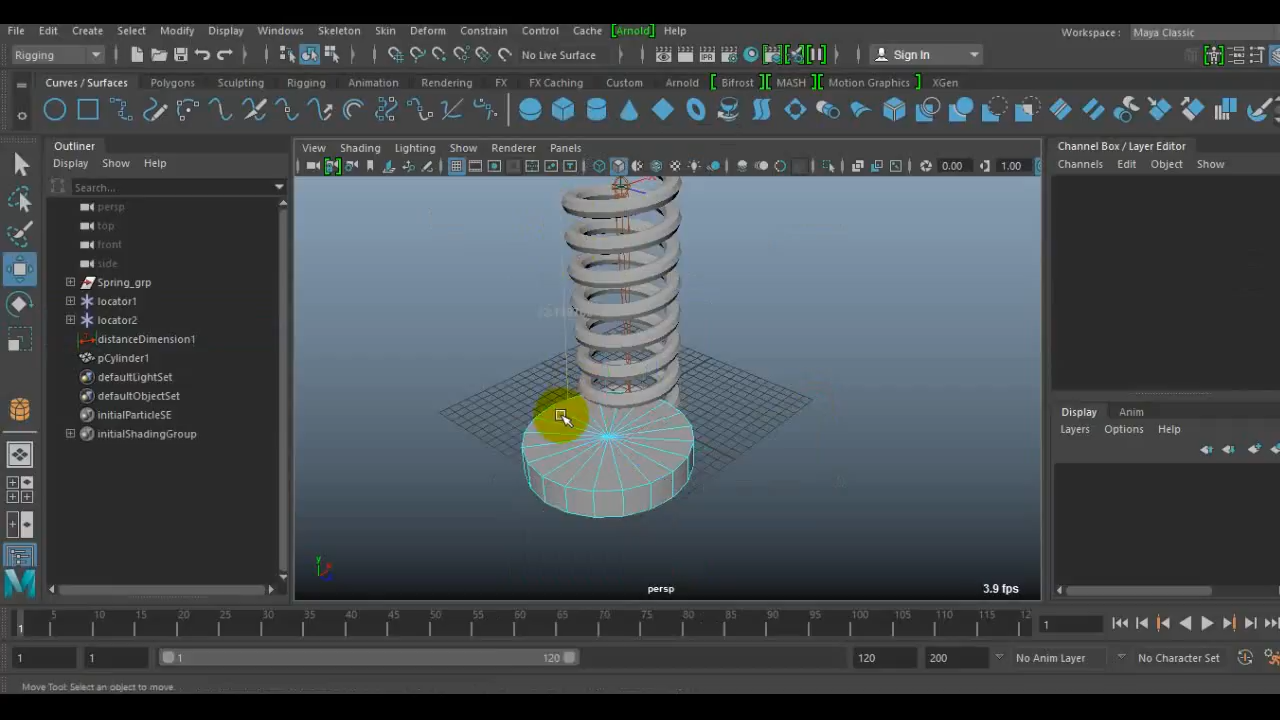 File Edit Create Select Modify Display Windows Skeleton Skin Deform Constrain Control Cache [Arnold] Help
Workspace : Maya Classic
Rigging No Live Surface Sign In
Curves / Surfaces Polygons Sculpting Rigging Animation Rendering FX FX Caching Custom Arnold Bifrost MASH Motion Graphics XGen
IPR
Outliner
Display Show Help
Search...
persp
top
front
side
Spring_grp
locator1
locator2
distanceDimension1
pCylinder1
defaultLightSet
defaultObjectSet
initialParticleSE
initialShadingGroup
View Shading Lighting Show Renderer Panels
0.00 1.00
persp
3.9 fps
y
Channel Box / Layer Editor
Channels Edit Object Show
Display Anim
Layers Options Help
5 10 15 20 25 30 35 40 45 50 55 60 65 70 75 80 85 90 95 100 105 110 115 12
1 1
1 1 1 120 120 200 No Anim Layer No Character Set
Move Tool: Select an object to move.